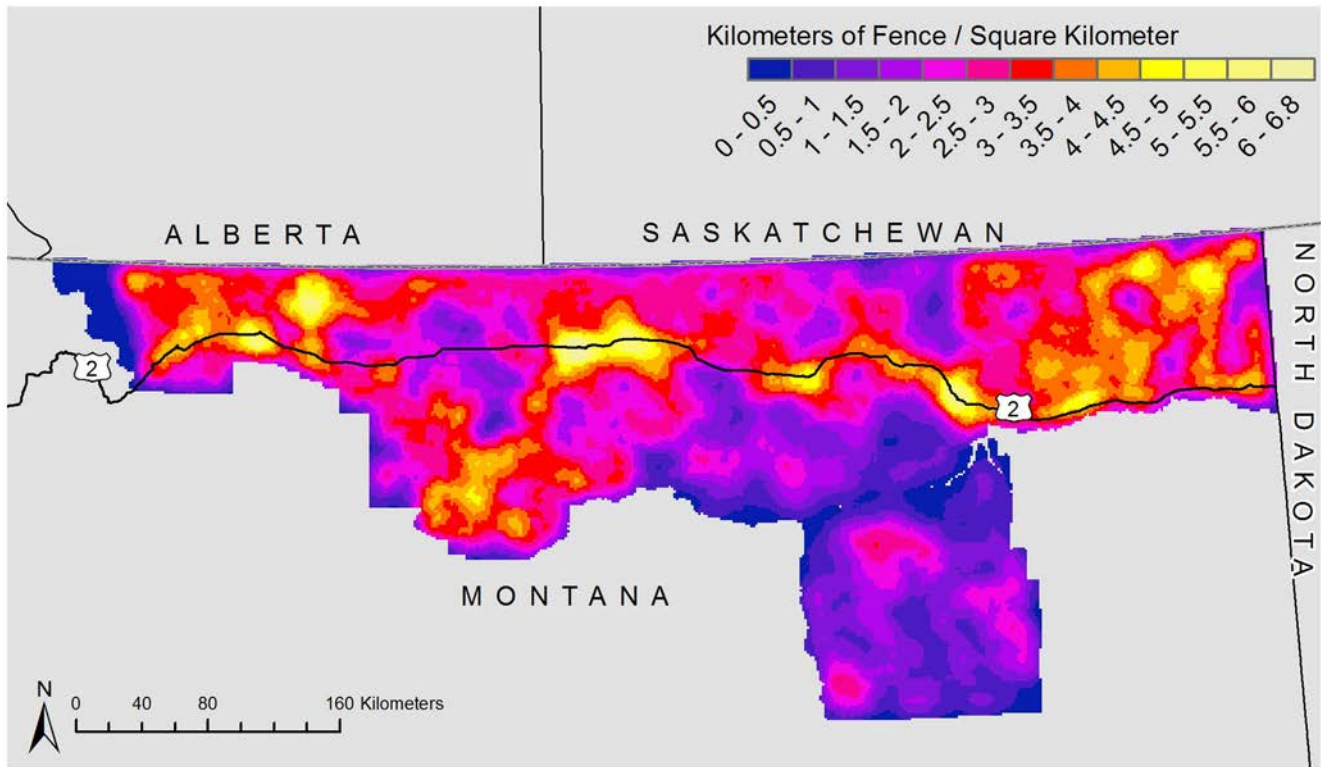 Kilometers of Fence / Square Kilometer
0 - 0.5
0.5 - 1
1 - 1.5
1.5 - 2
2 - 2.5
2.5 - 3
3 - 3.5
3.5 - 4
4 - 4.5
4.5 - 5
5 - 5.5
5.5 - 6
6 - 6.8
ALBERTA
SASKATCHEWAN
NORTH DAKOTA
2
2
MONTANA
N
0 40 80 160 Kilometers